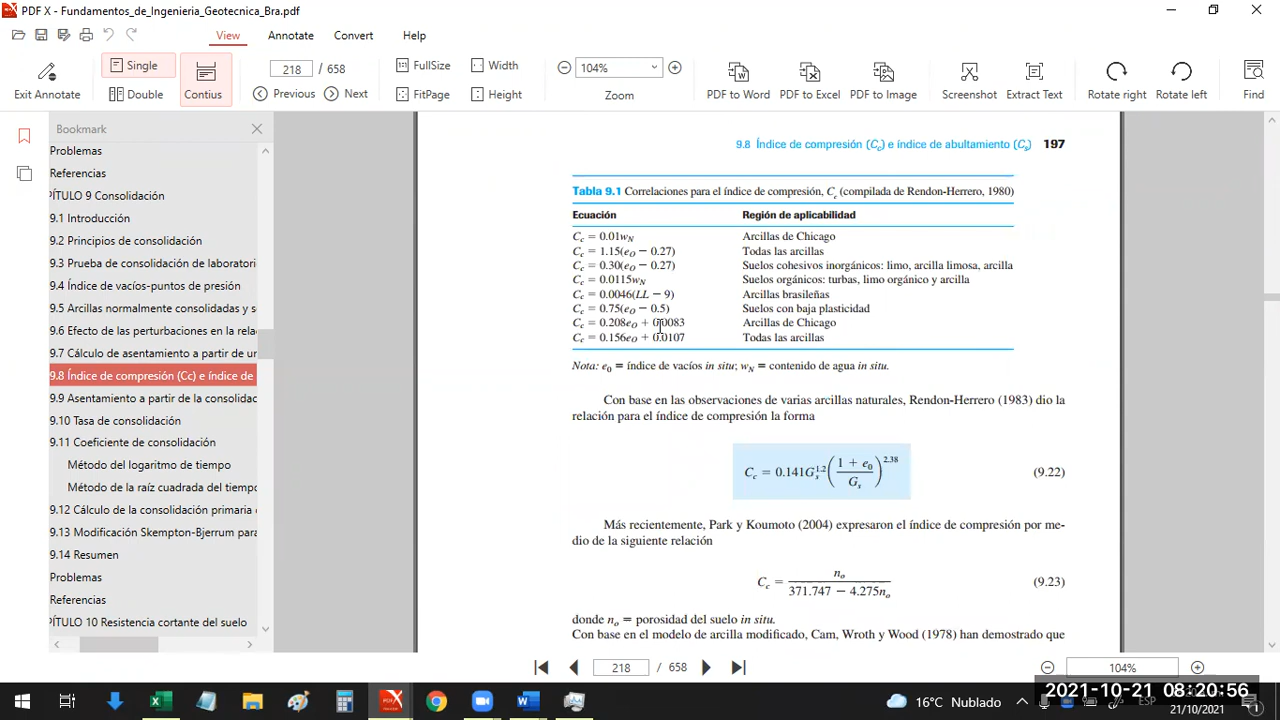 PDF X - Fundamentos_de_Ingenieria_Geotecnica_Bra.pdf
View Annotate Convert Help
Exit Annotate
Single
Double
Contius
218 / 658
Previous Next
FullSize Width
FitPage Height
104%
Zoom
PDF to Word
PDF to Excel
PDF to Image
Screenshot
Extract Text
Rotate right
Rotate left
Find
Bookmark
Problemas
Referencias
PÍTULO 9 Consolidación
9.1 Introducción
9.2 Principios de consolidación
9.3 Prueba de consolidación de laboratori
9.4 Índice de vacíos-puntos de presión
9.5 Arcillas normalmente consolidadas y s
9.6 Efecto de las perturbaciones en la rela
9.7 Cálculo de asentamiento a partir de ur
9.8 Índice de compresión (Cc) e índice de
9.9 Asentamiento a partir de la consolidac
9.10 Tasa de consolidación
9.11 Coeficiente de consolidación
Método del logaritmo de tiempo
Método de la raíz cuadrada del tiempo
9.12 Cálculo de la consolidación primaria
9.13 Modificación Skempton-Bjerrum para
9.14 Resumen
Problemas
Referencias
PÍTULO 10 Resistencia cortante del suelo
9.8 Índice de compresión (Cc) e índice de abultamiento (Cs) 197
Tabla 9.1 Correlaciones para el índice de compresión, Cc (compilada de Rendon-Herrero, 1980)
Ecuación Región de aplicabilidad
Cc = 0.01wN Arcillas de Chicago
Cc = 1.15(eO − 0.27) Todas las arcillas
Cc = 0.30(eO − 0.27) Suelos cohesivos inorgánicos: limo, arcilla limosa, arcilla
Cc = 0.0115wN Suelos orgánicos: turbas, limo orgánico y arcilla
Cc = 0.0046(LL − 9) Arcillas brasileñas
Cc = 0.75(eO − 0.5) Suelos con baja plasticidad
Cc = 0.208eO + 0.0083 Arcillas de Chicago
Cc = 0.156eO + 0.0107 Todas las arcillas
Nota: e0 = índice de vacíos in situ; wN = contenido de agua in situ.
Con base en las observaciones de varias arcillas naturales, Rendon-Herrero (1983) dio la
relación para el índice de compresión la forma
Cc = 0.141Gs^1.2 ((1 + e0)/Gs)^2.38 (9.22)
Más recientemente, Park y Koumoto (2004) expresaron el índice de compresión por me-
dio de la siguiente relación
Cc = no / (371.747 − 4.275no) (9.23)
donde no = porosidad del suelo in situ.
Con base en el modelo de arcilla modificado, Cam, Wroth y Wood (1978) han demostrado que
218 / 658
104%
2021-10-21 08:20:56
16°C Nublado
ESP
21/10/2021